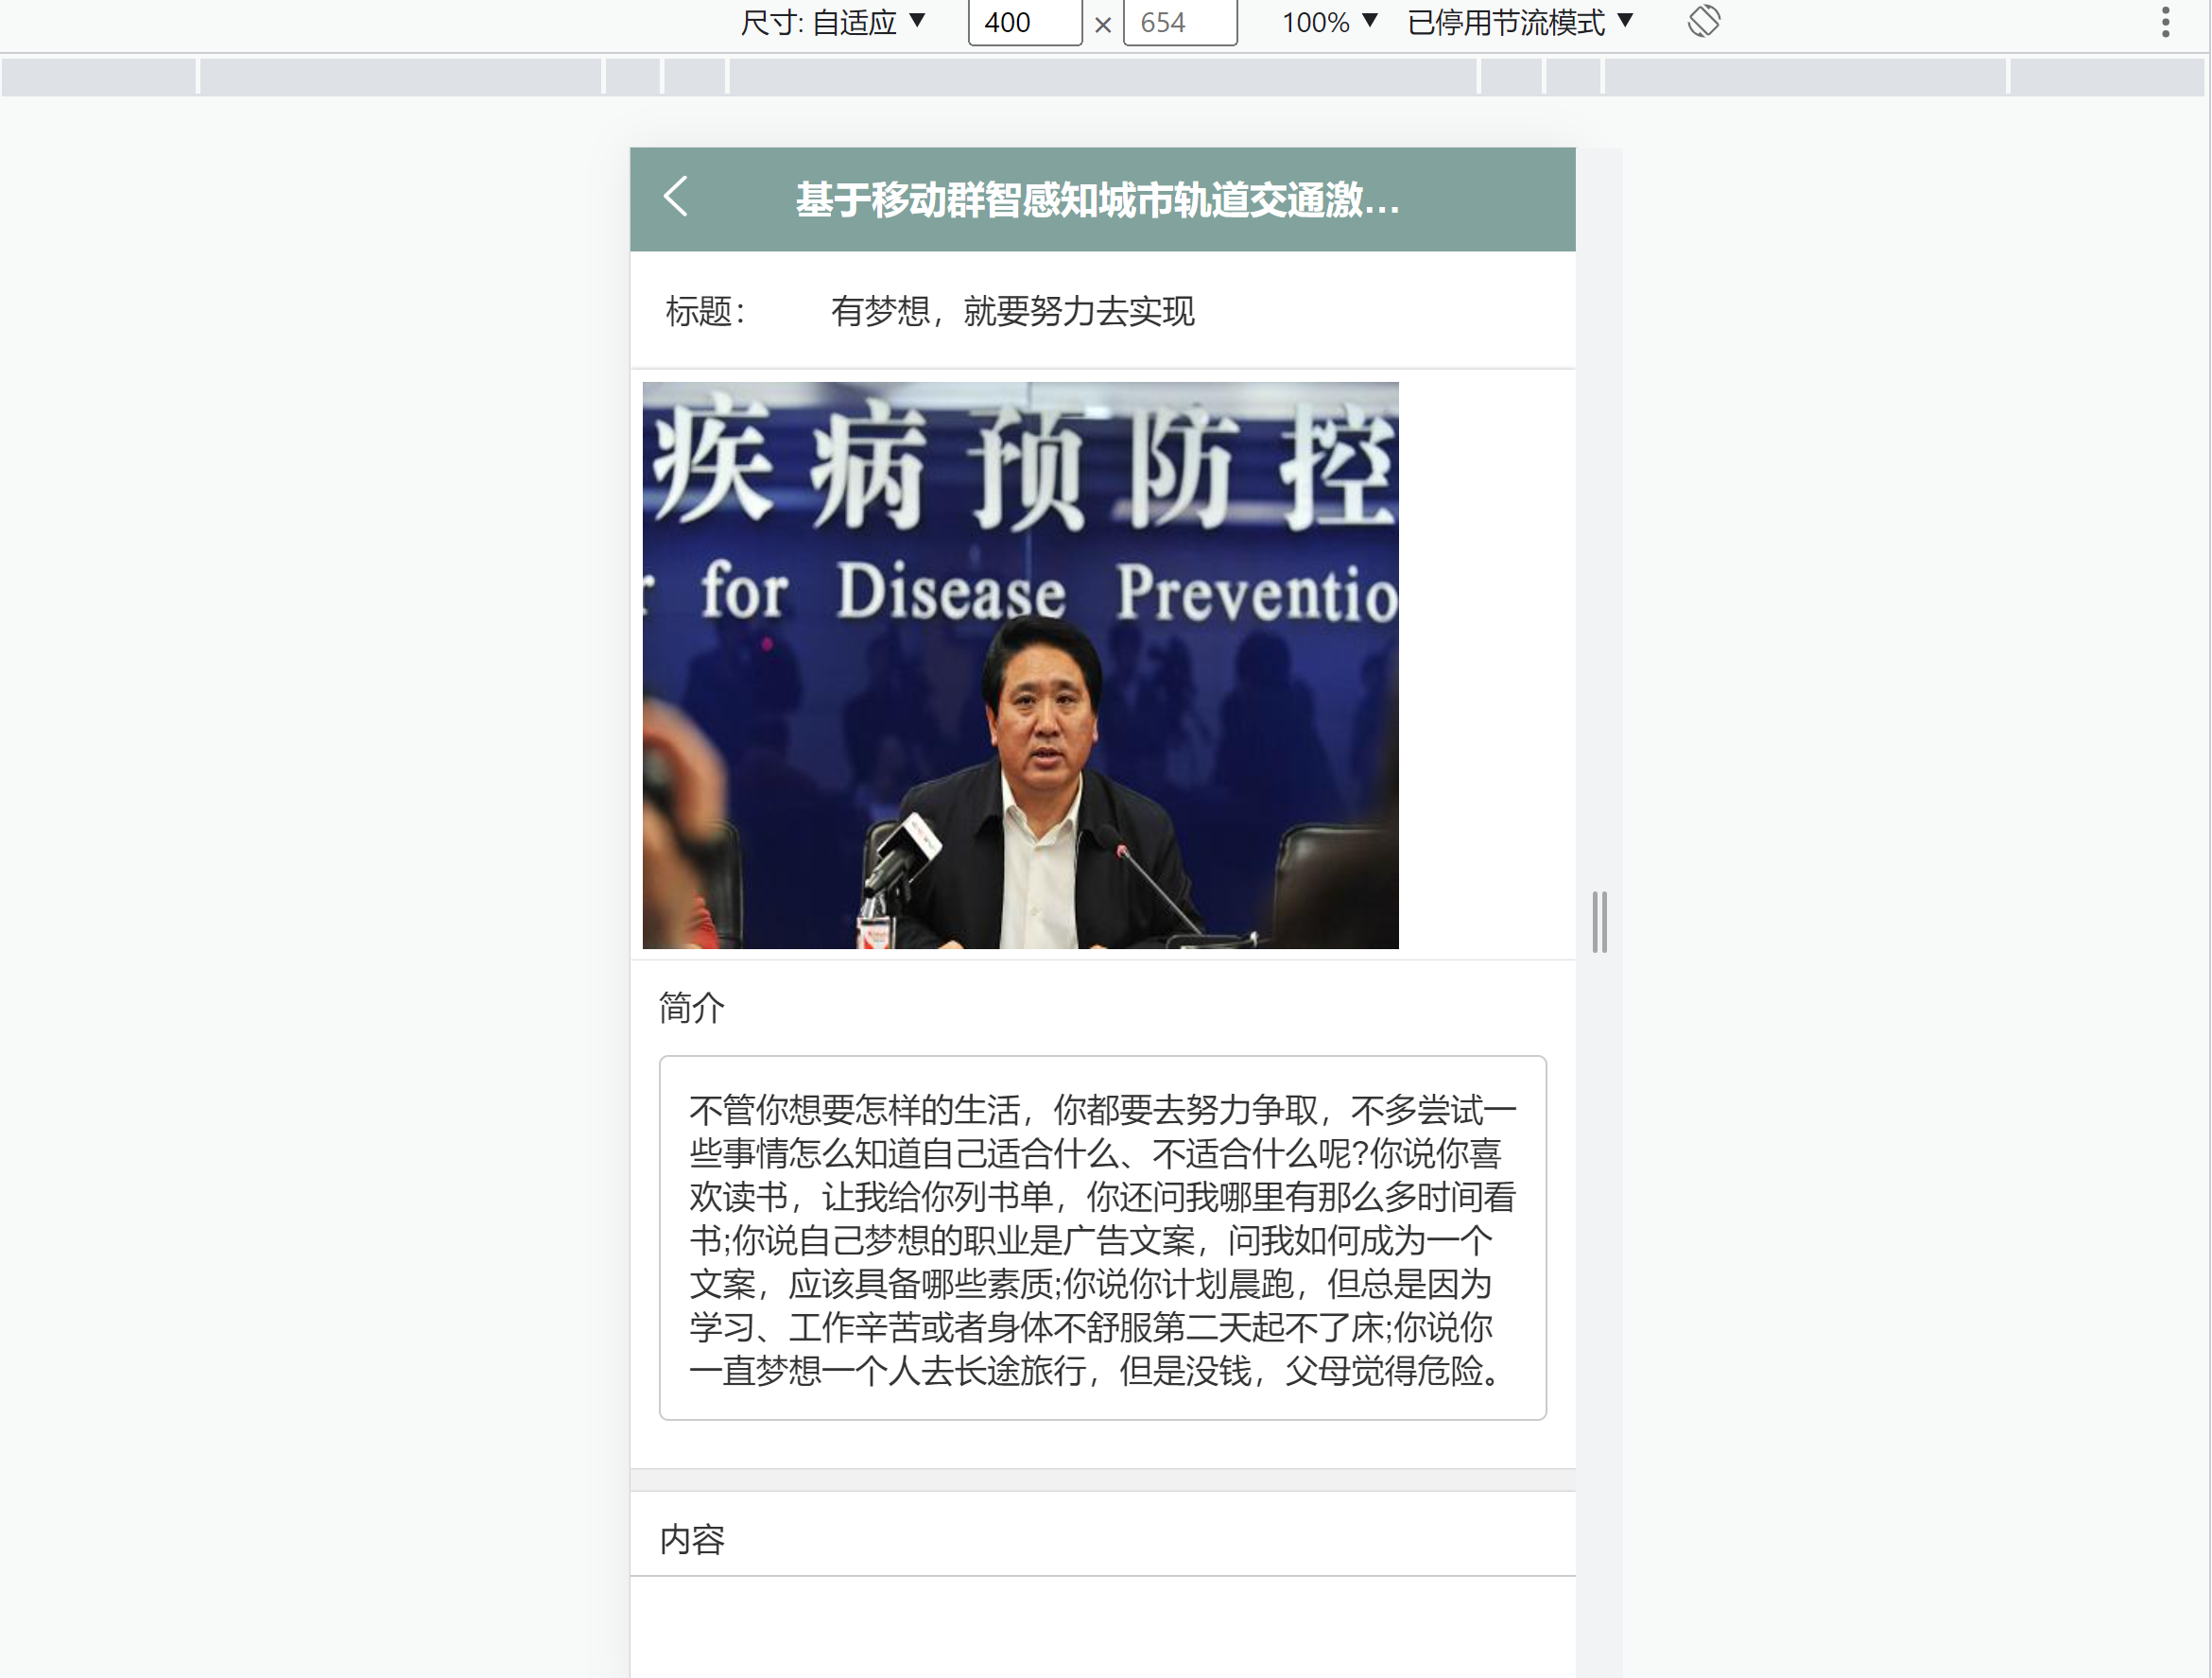 尺寸: 自适应 ▼ 400 × 654 100% ▼ 已停用节流模式 ▼
基于移动群智感知城市轨道交通激...
标题： 有梦想，就要努力去实现
疾病预防控
r for Disease Preventio
简介
不管你想要怎样的生活，你都要去努力争取，不多尝试一
些事情怎么知道自己适合什么、不适合什么呢?你说你喜
欢读书，让我给你列书单，你还问我哪里有那么多时间看
书;你说自己梦想的职业是广告文案，问我如何成为一个
文案，应该具备哪些素质;你说你计划晨跑，但总是因为
学习、工作辛苦或者身体不舒服第二天起不了床;你说你
一直梦想一个人去长途旅行，但是没钱，父母觉得危险。
内容